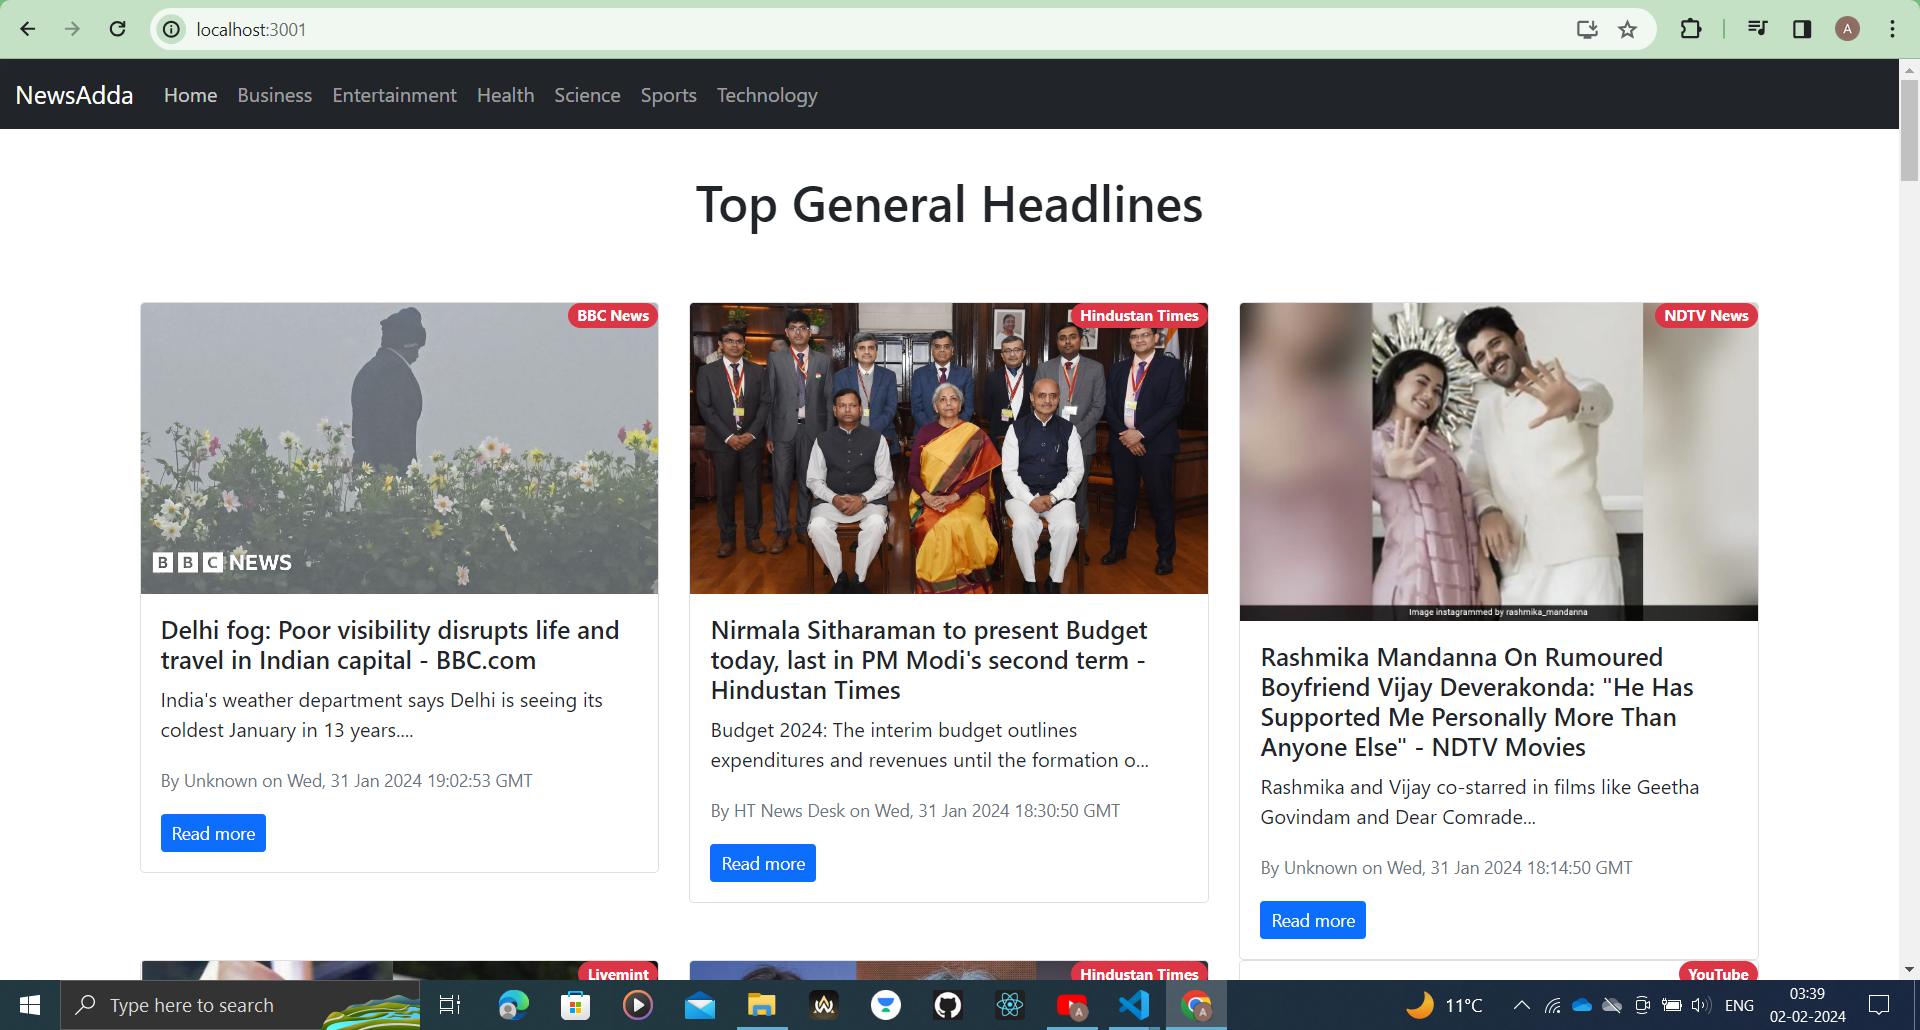 localhost:3001
A
NewsAdda Home Business Entertainment Health Science Sports Technology
Top General Headlines
BBC News
BBC NEWS
Delhi fog: Poor visibility disrupts life and
travel in Indian capital - BBC.com
India's weather department says Delhi is seeing its
coldest January in 13 years....
By Unknown on Wed, 31 Jan 2024 19:02:53 GMT
Read more
Hindustan Times
Nirmala Sitharaman to present Budget
today, last in PM Modi's second term -
Hindustan Times
Budget 2024: The interim budget outlines
expenditures and revenues until the formation o...
By HT News Desk on Wed, 31 Jan 2024 18:30:50 GMT
Read more
NDTV News
Image instagrammed by rashmika_mandanna
Rashmika Mandanna On Rumoured
Boyfriend Vijay Deverakonda: "He Has
Supported Me Personally More Than
Anyone Else" - NDTV Movies
Rashmika and Vijay co-starred in films like Geetha
Govindam and Dear Comrade...
By Unknown on Wed, 31 Jan 2024 18:14:50 GMT
Read more
Livemint
Hindustan Times
YouTube
Type here to search
A
A
11°C
ENG
03:39
02-02-2024